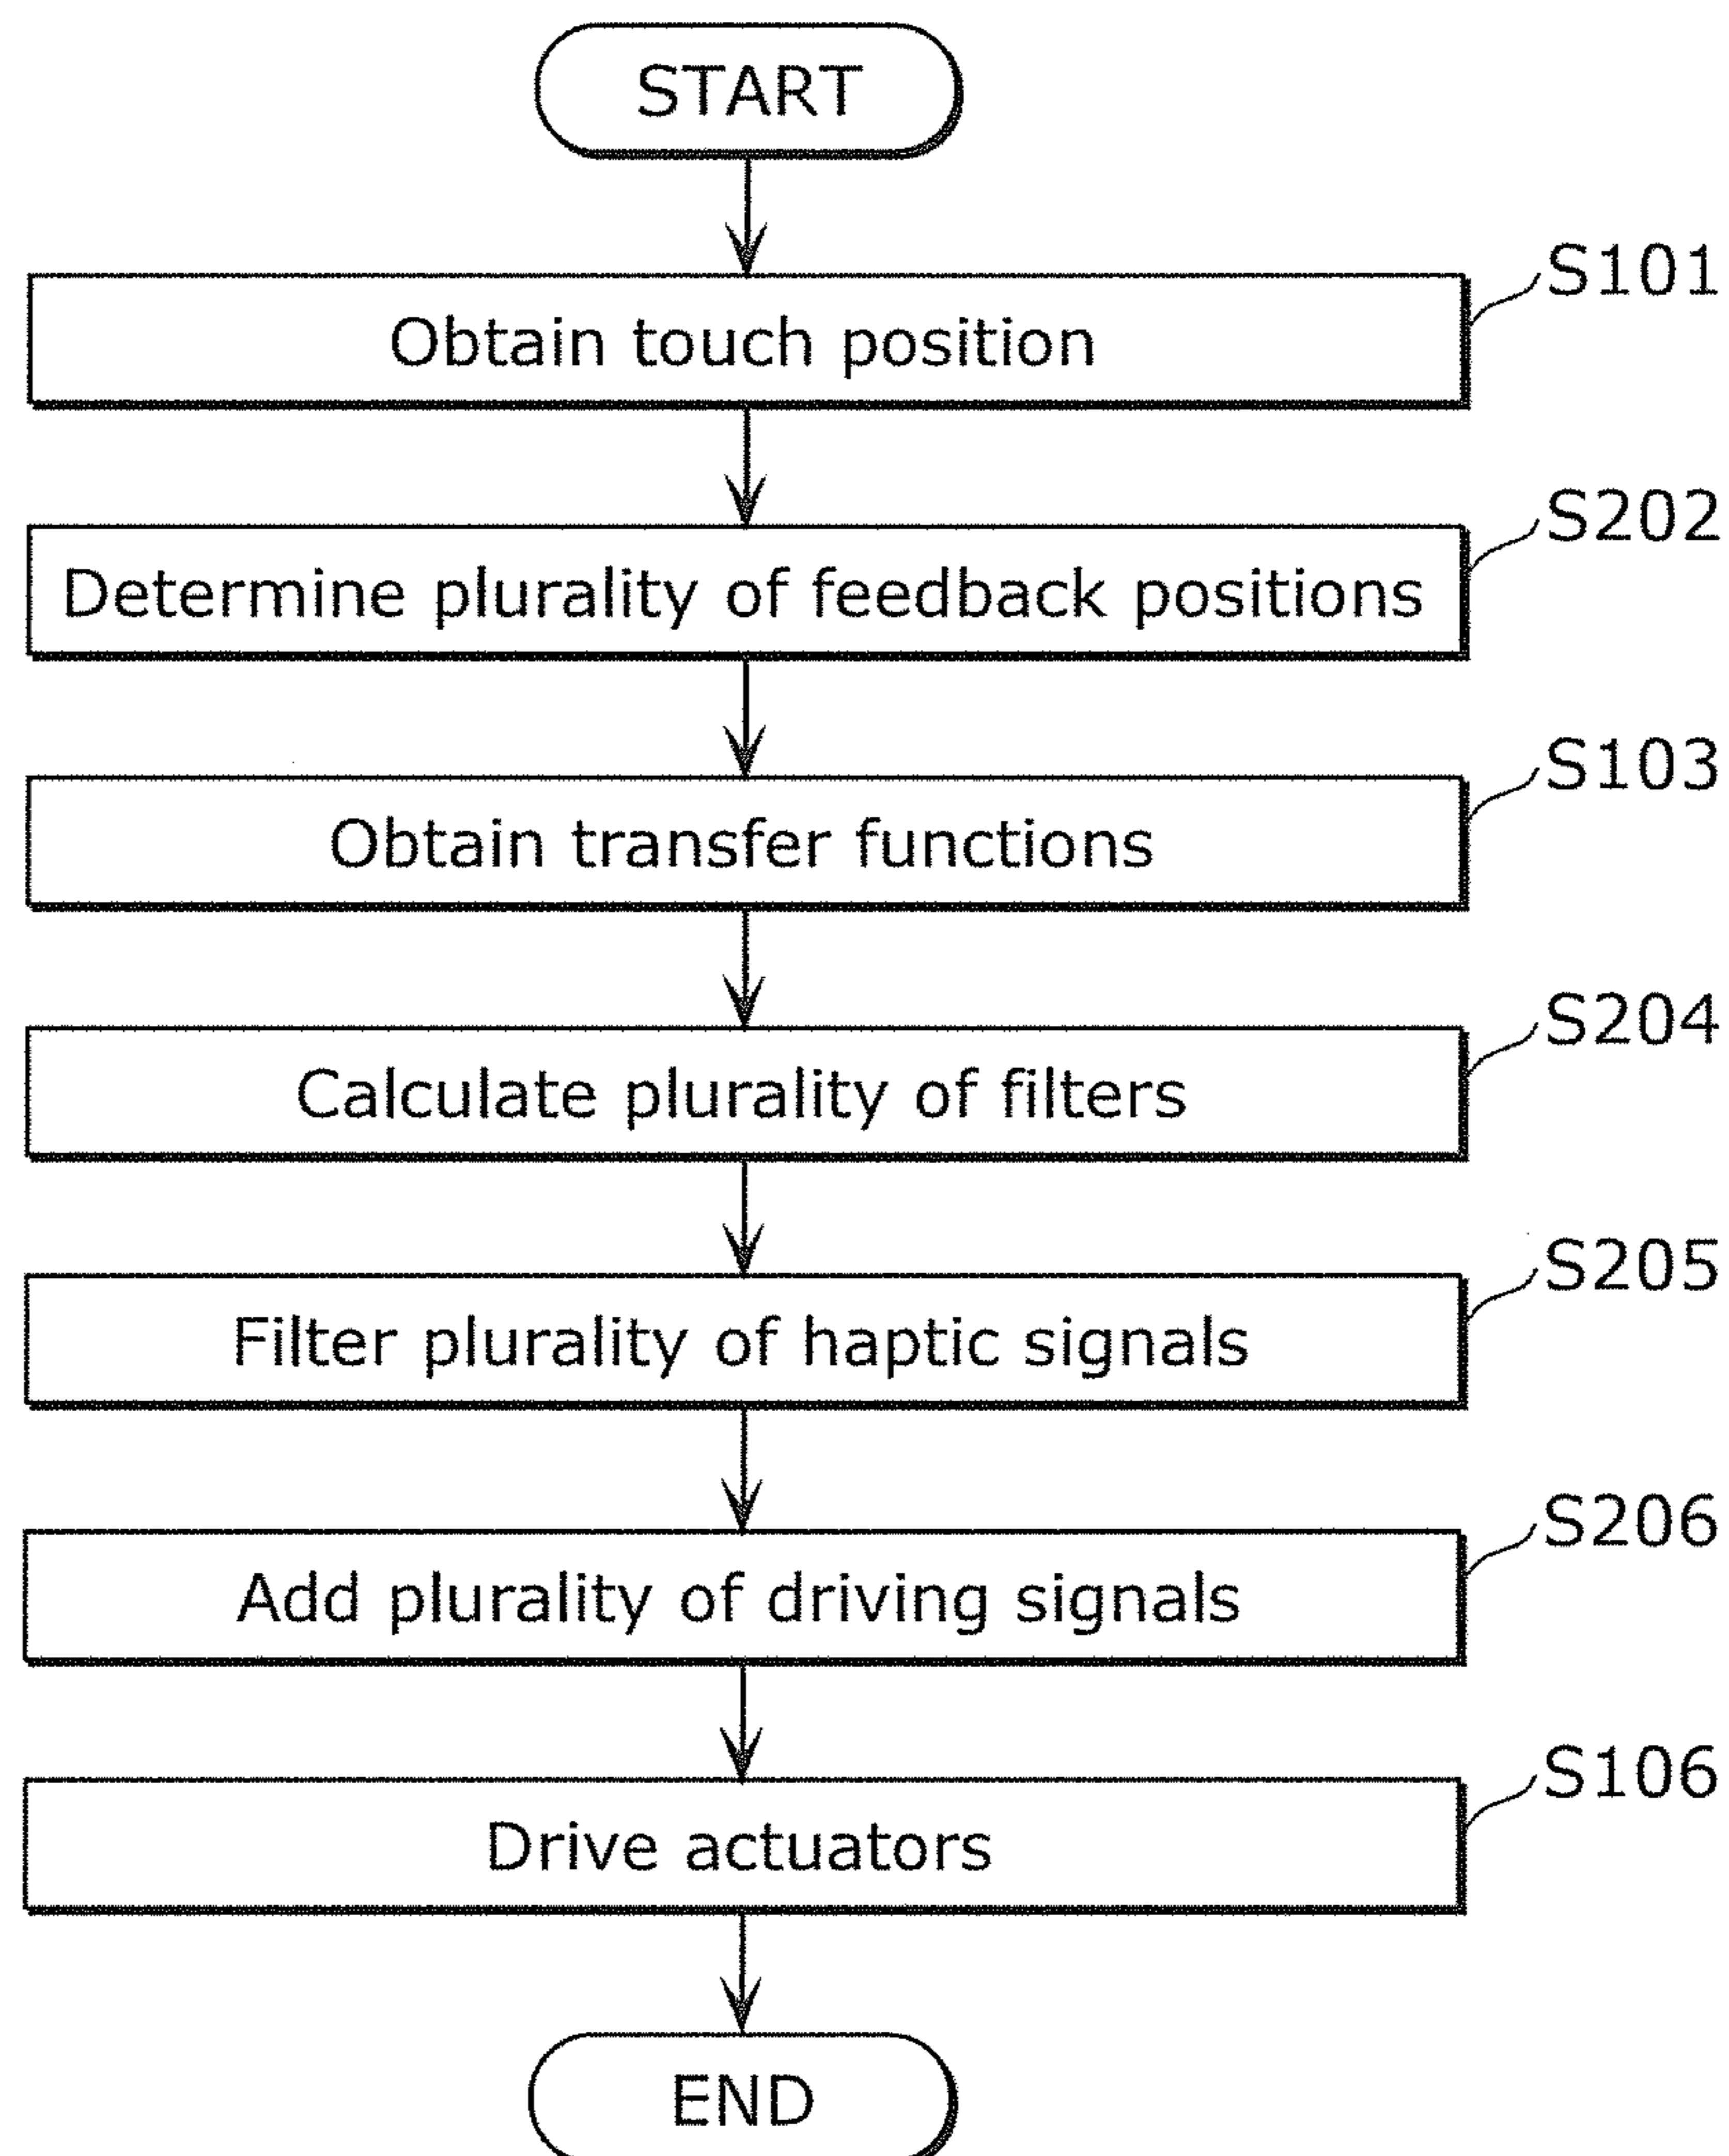 START
S101
Obtain touch position
S202
Determine plurality of feedback positions
S103
Obtain transfer functions
S204
Calculate plurality of filters
S205
Filter plurality of haptic signals
S206
Add plurality of driving signals
S106
Drive actuators
END